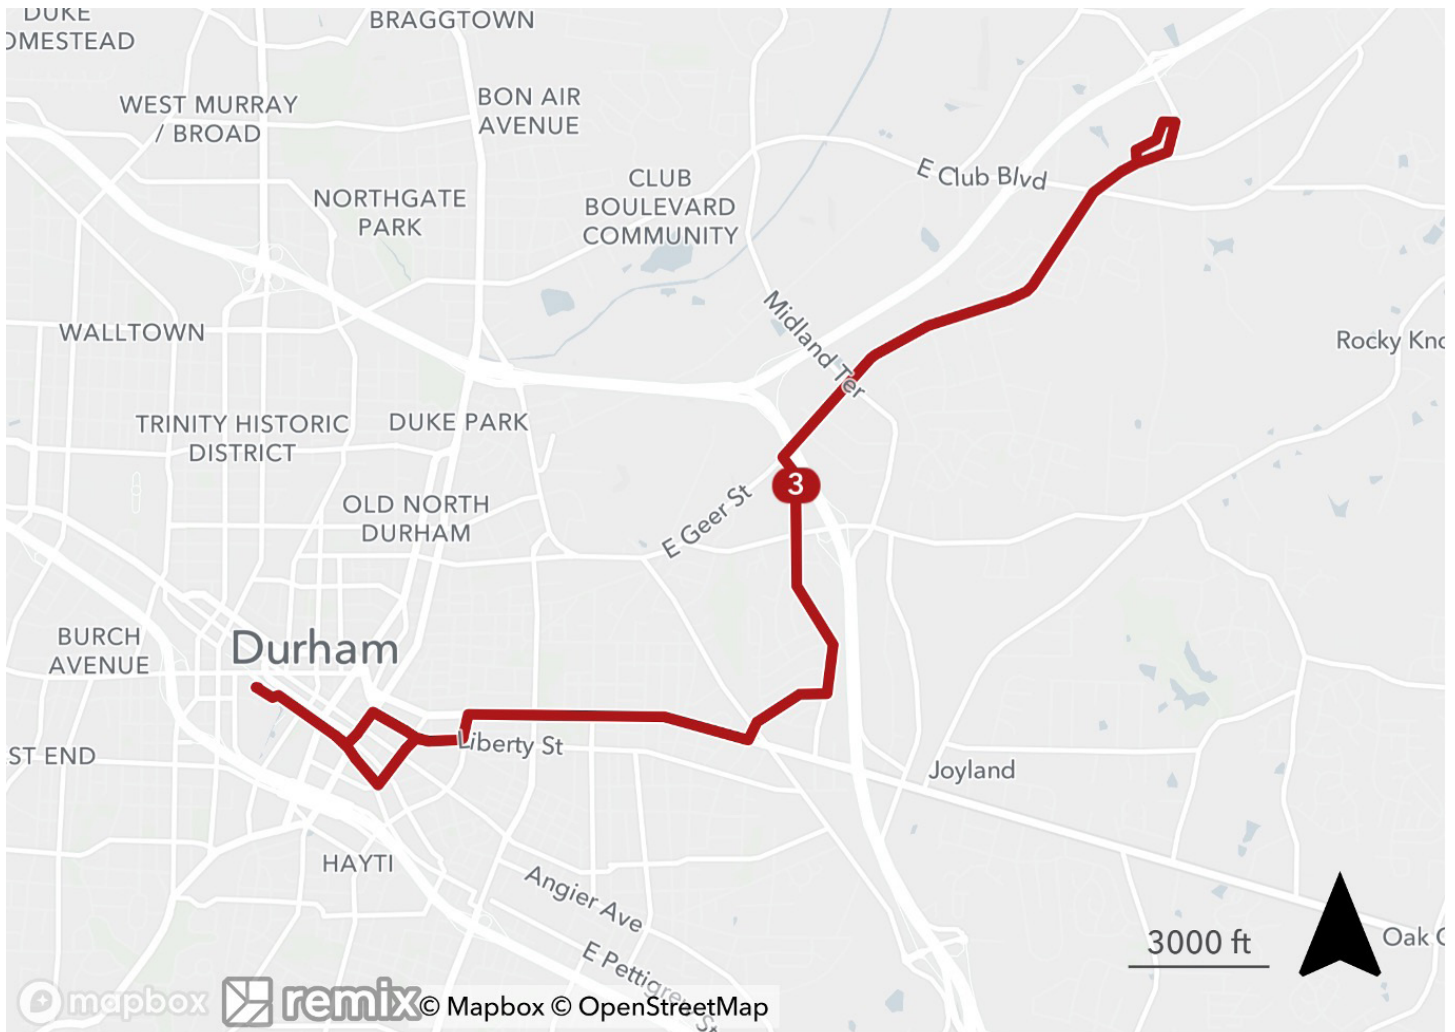 DUKE
OMESTEAD
BRAGGTOWN
WEST MURRAY
/ BROAD
BON AIR
AVENUE
E Club Blvd
NORTHGATE
PARK
CLUB
BOULEVARD
COMMUNITY
WALLTOWN
Midland Ter
Rocky Kno
TRINITY HISTORIC
DISTRICT
DUKE PARK
3
OLD NORTH
DURHAM
E Geer St
BURCH
AVENUE
Durham
ST END
Liberty St
Joyland
HAYTI
Angier Ave
E Pettigrew St
3000 ft
Oak G
mapbox
remix
© Mapbox © OpenStreetMap